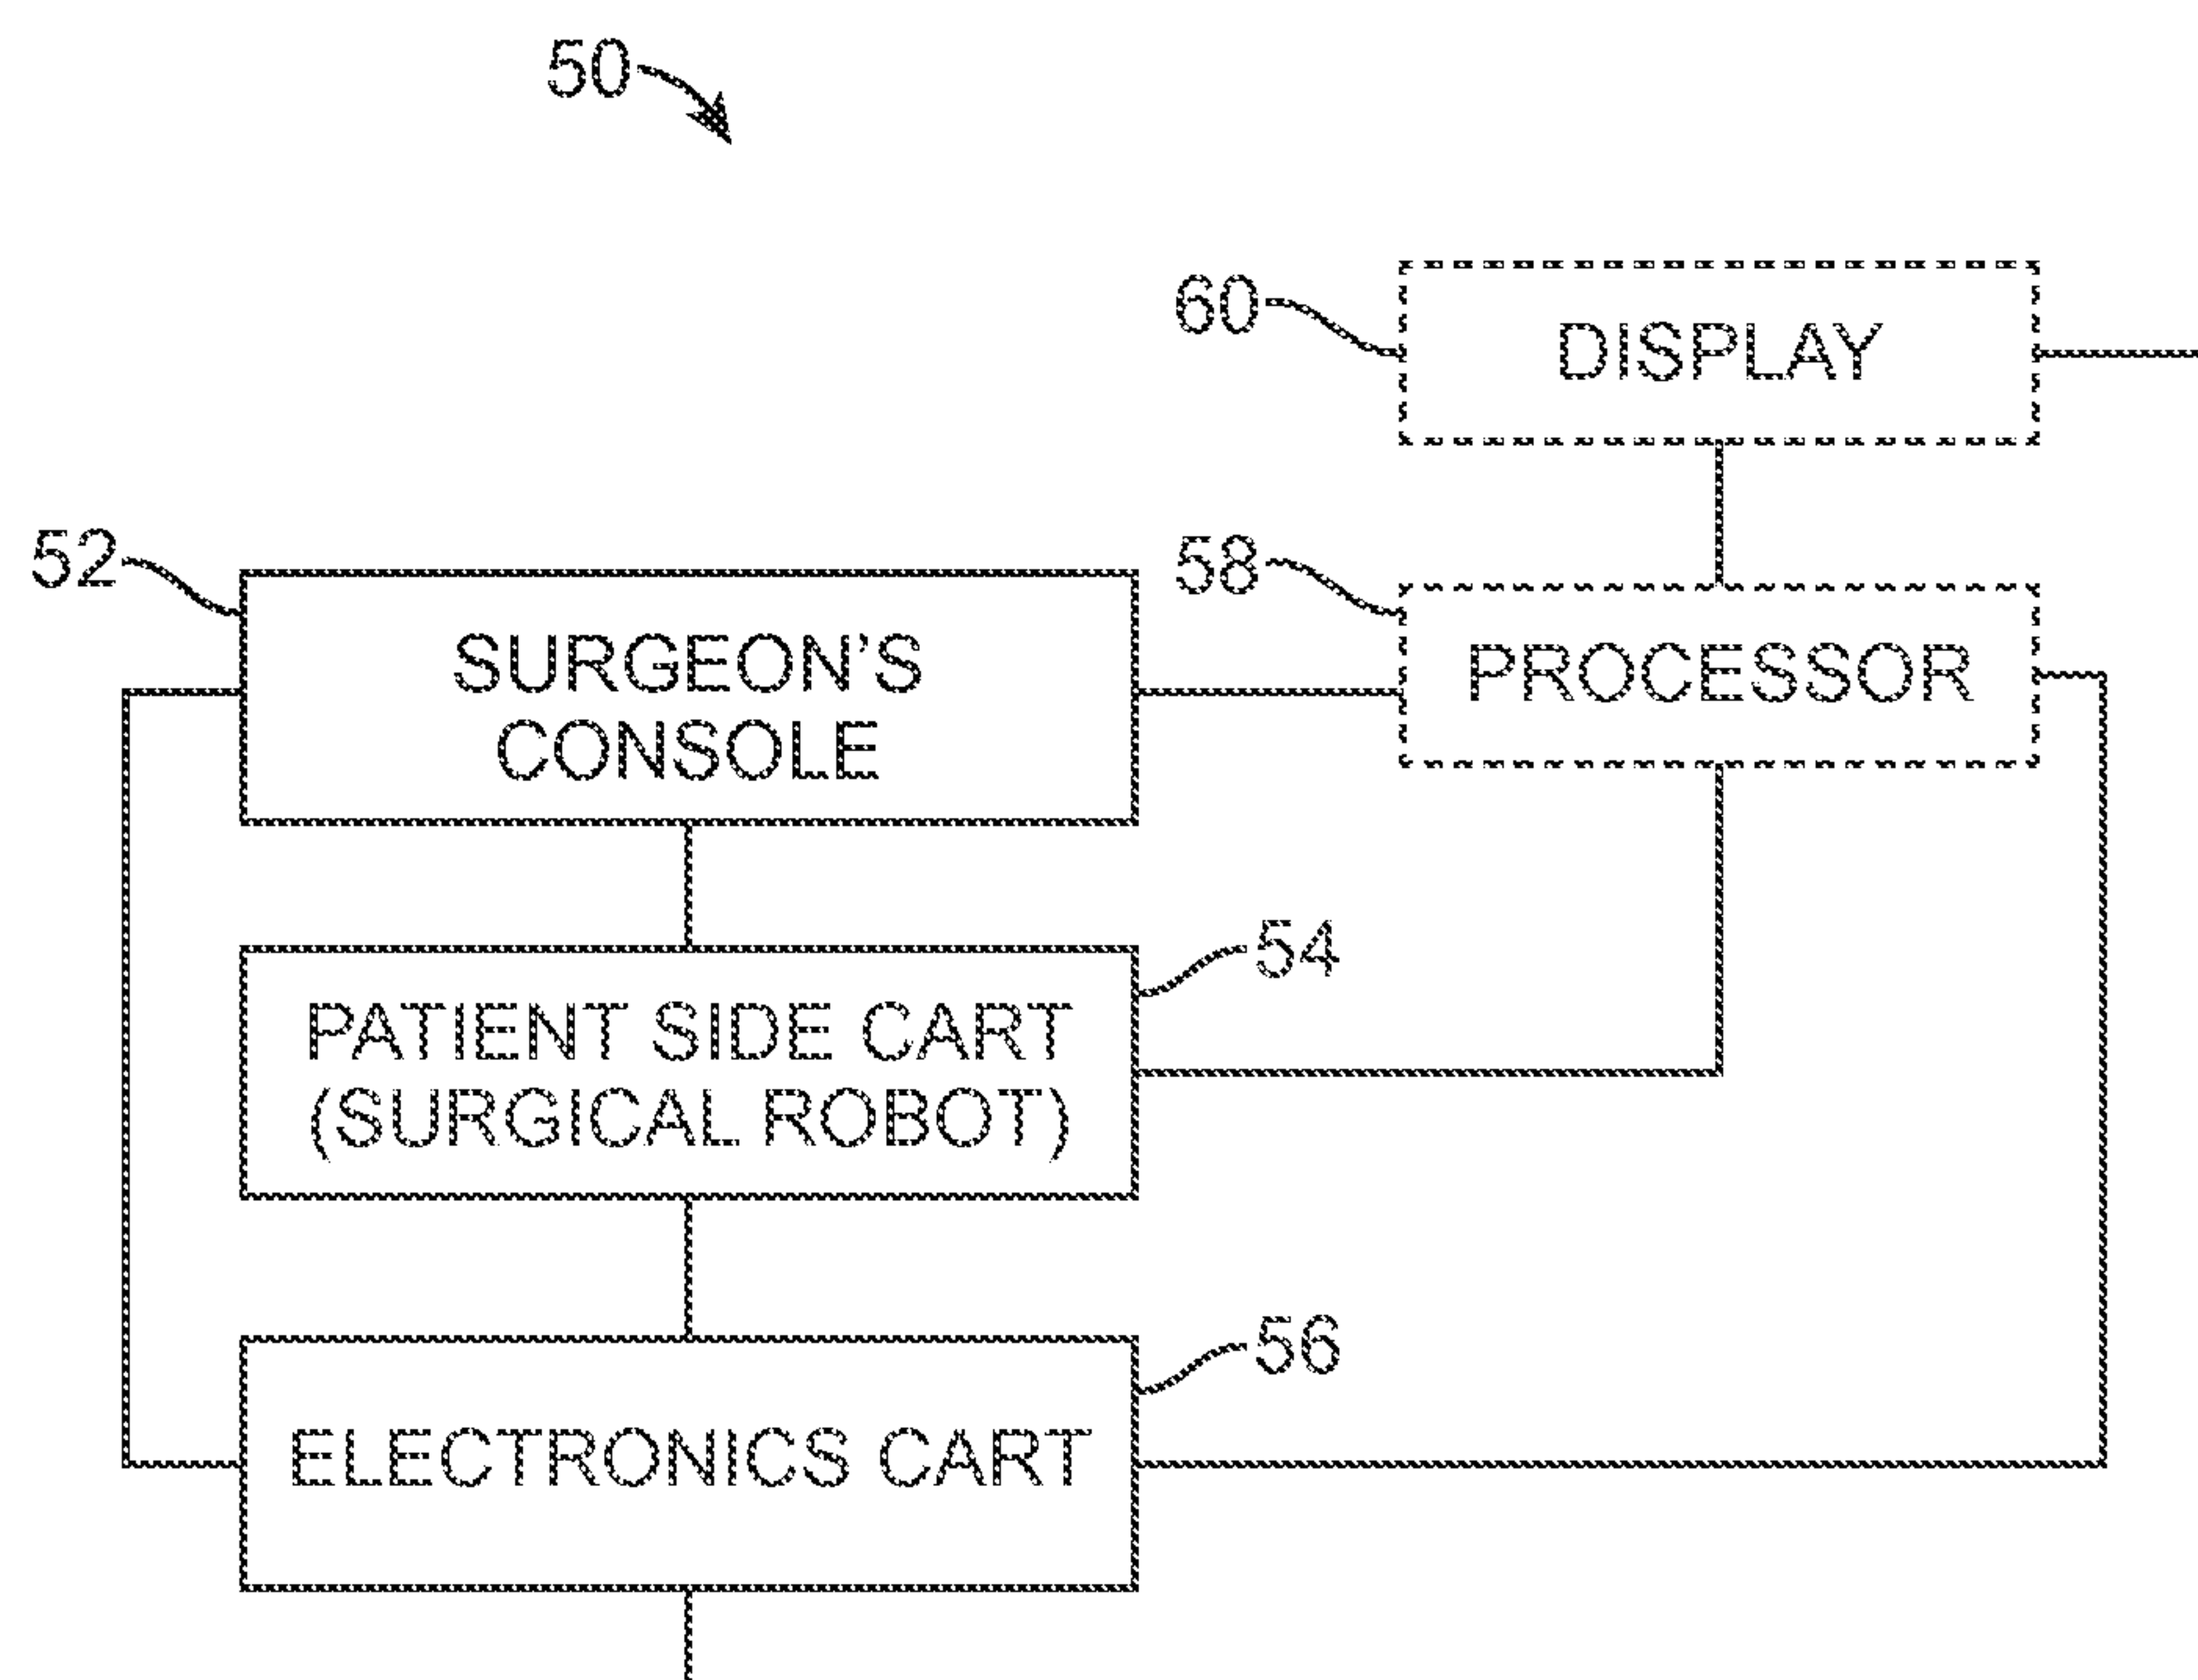 50
60
DISPLAY
52
58
SURGEON’S
CONSOLE
PROCESSOR
54
PATIENT SIDE CART
(SURGICAL ROBOT)
56
ELECTRONICS CART